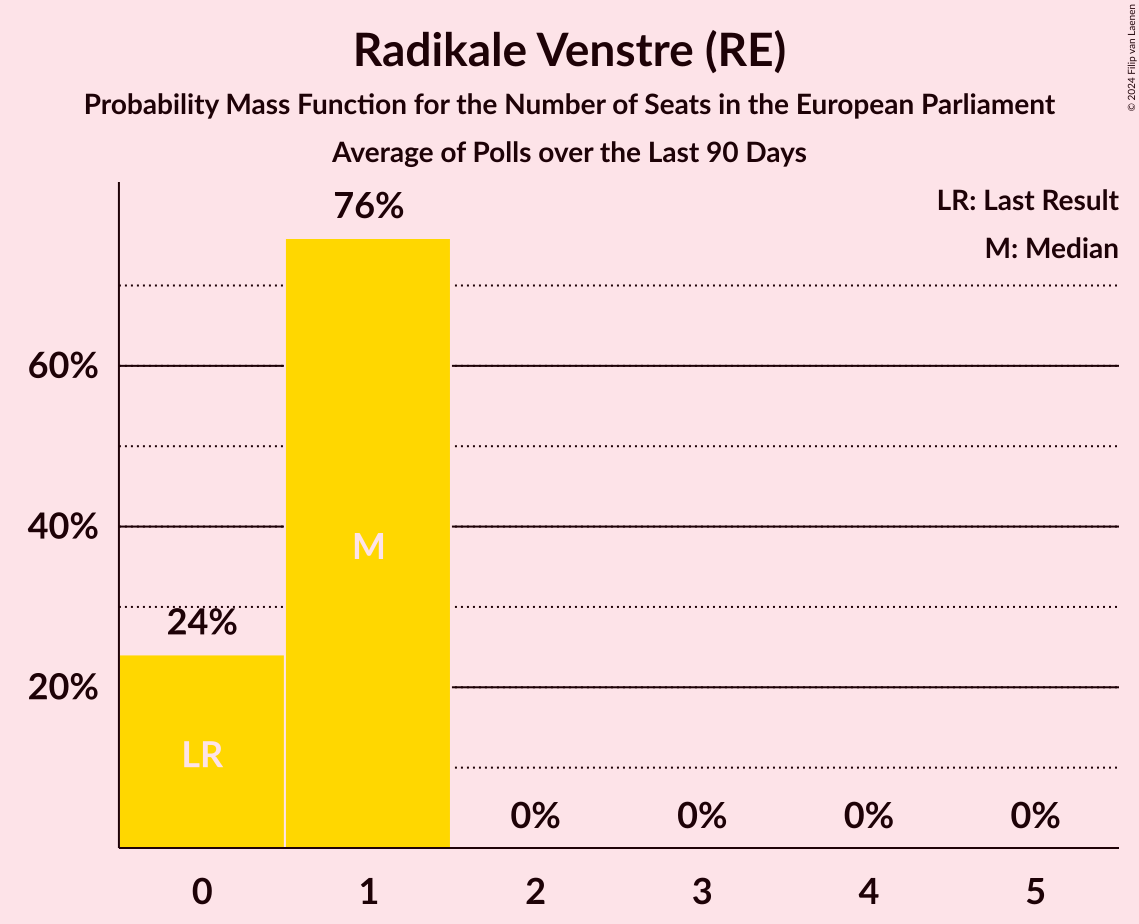 Radikale Venstre (RE)
Probability Mass Function for the Number of Seats in the European Parliament
Average of Polls over the Last 90 Days
© 2024 Filip van Laenen
LR: Last Result
M: Median
76%
60%
M
40%
24%
20%
LR
0% 0% 0% 0%
0 1 2 3 4 5